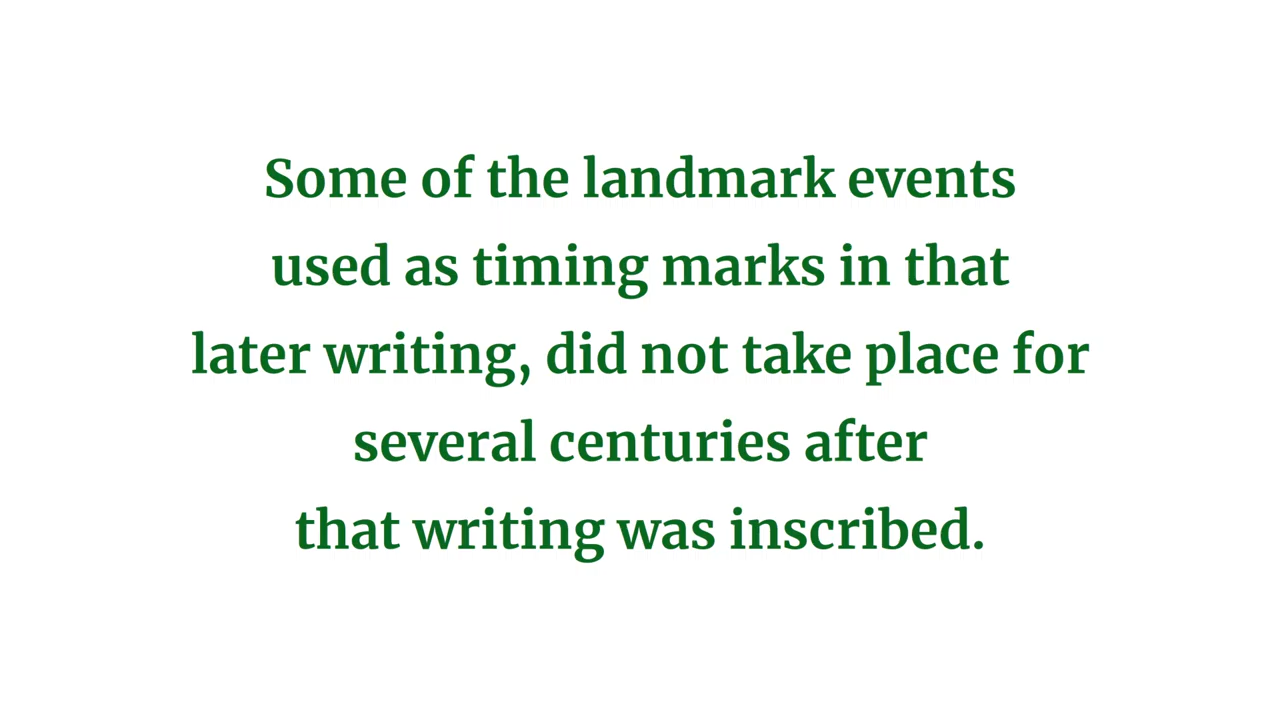 Some of the landmark events
used as timing marks in that
later writing, did not take place for
several centuries after
that writing was inscribed.